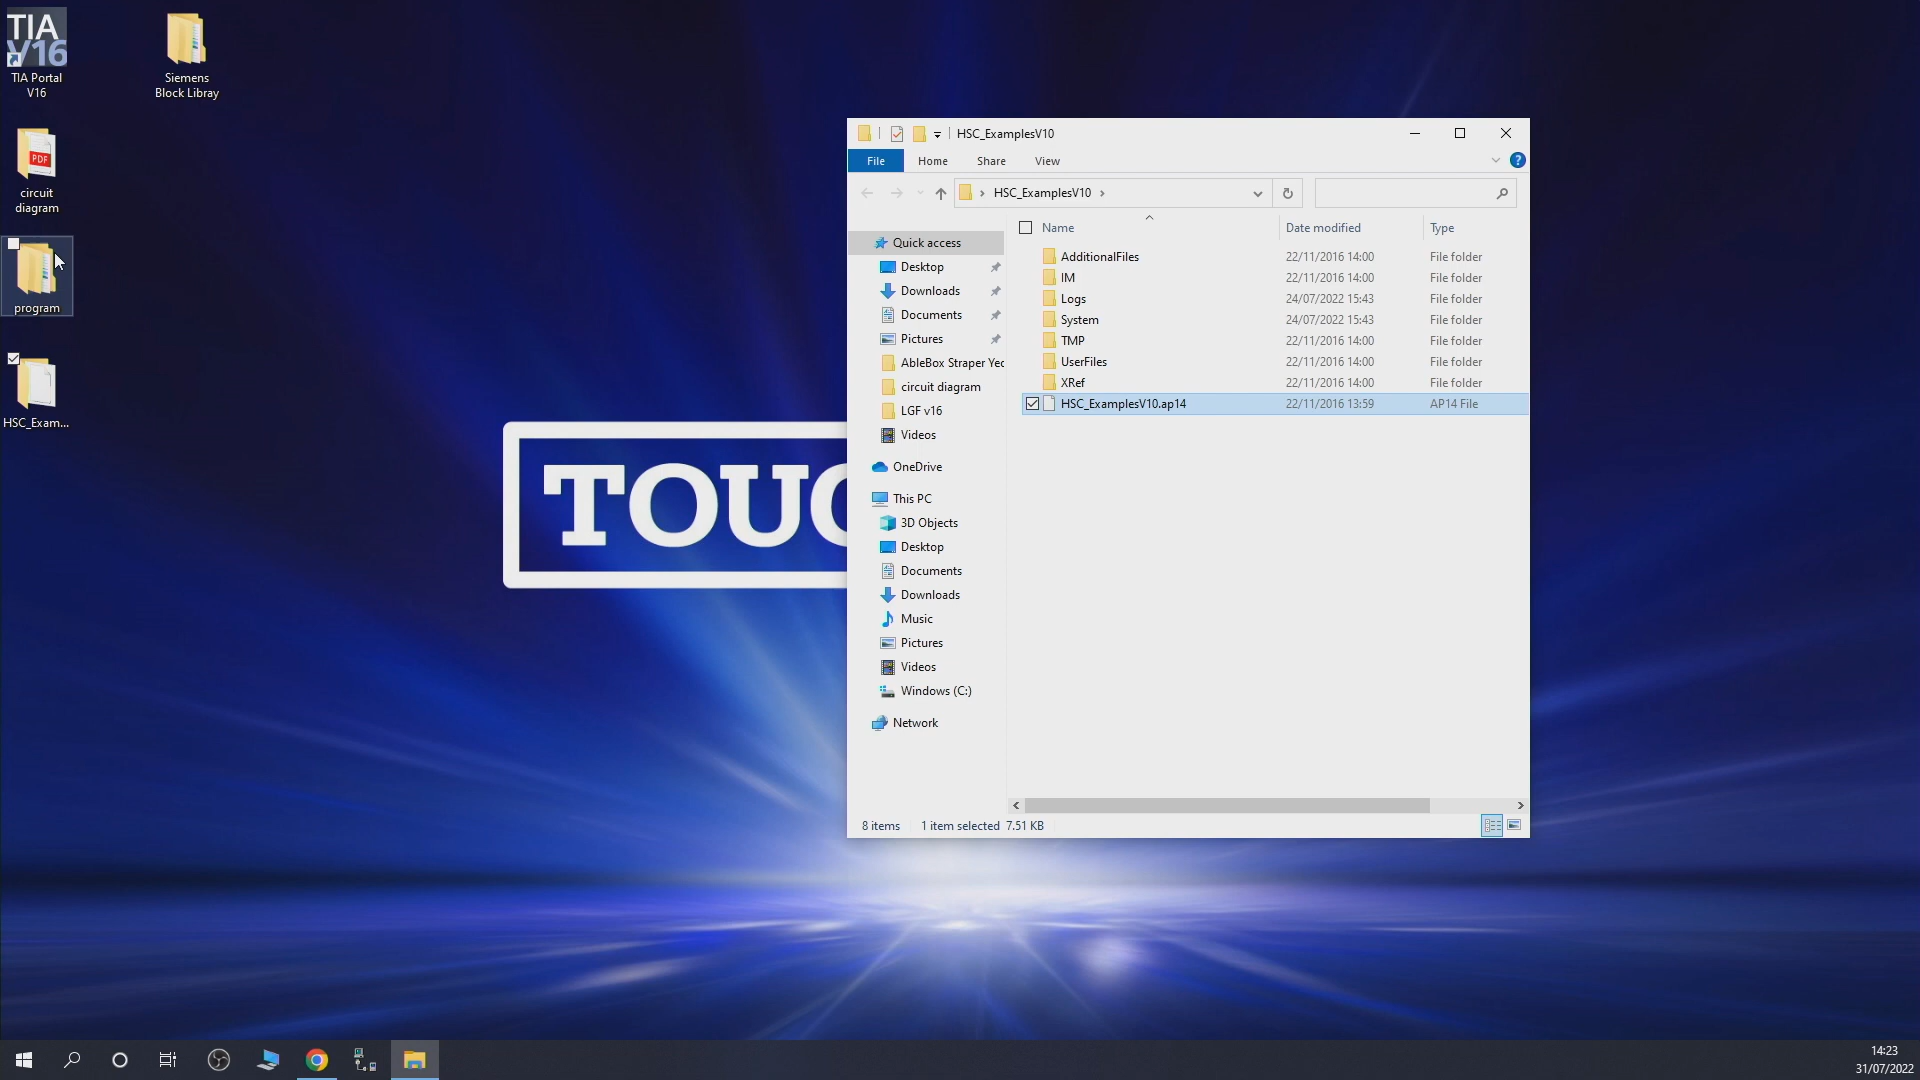 TIA
V16
TIA Portal
V16
Siemens
Block Libray
PDF
circuit
diagram
program
HSC_Exam...
TOUC
HSC_ExamplesV10
File
Home
Share
View
?
HSC_ExamplesV10
Quick access
Desktop
Downloads
Documents
Pictures
AbleBox Straper Yec
circuit diagram
LGF v16
Videos
OneDrive
This PC
3D Objects
Desktop
Documents
Downloads
Music
Pictures
Videos
Windows (C:)
Network
Name Date modified Type
AdditionalFiles 22/11/2016 14:00 File folder
IM 22/11/2016 14:00 File folder
Logs 24/07/2022 15:43 File folder
System 24/07/2022 15:43 File folder
TMP 22/11/2016 14:00 File folder
UserFiles 22/11/2016 14:00 File folder
XRef 22/11/2016 14:00 File folder
HSC_ExamplesV10.ap14 22/11/2016 13:59 AP14 File
8 items 1 item selected 7.51 KB
14:23
31/07/2022